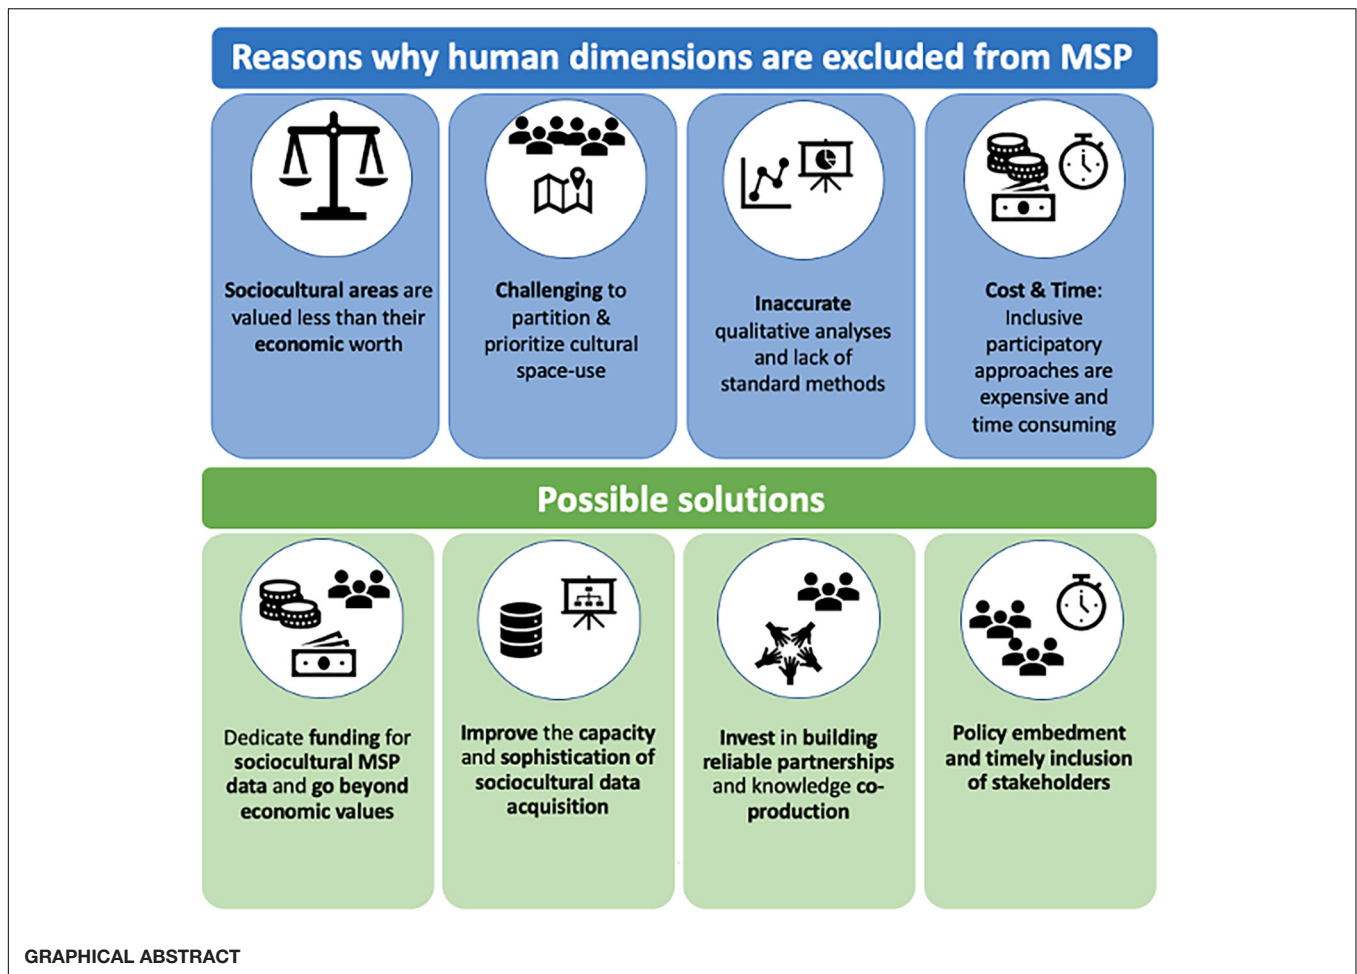 Reasons why human dimensions are excluded from MSP
Sociocultural areas are
valued less than their
economic worth
Challenging to
partition &
prioritize cultural
space-use
Inaccurate
qualitative analyses
and lack of
standard methods
Cost & Time:
Inclusive
participatory
approaches are
expensive and
time consuming
Possible solutions
Dedicate funding for
sociocultural MSP
data and go beyond
economic values
Improve the capacity
and sophistication of
sociocultural data
acquisition
Invest in building
reliable partnerships
and knowledge co-
production
Policy embedment
and timely inclusion
of stakeholders
GRAPHICAL ABSTRACT